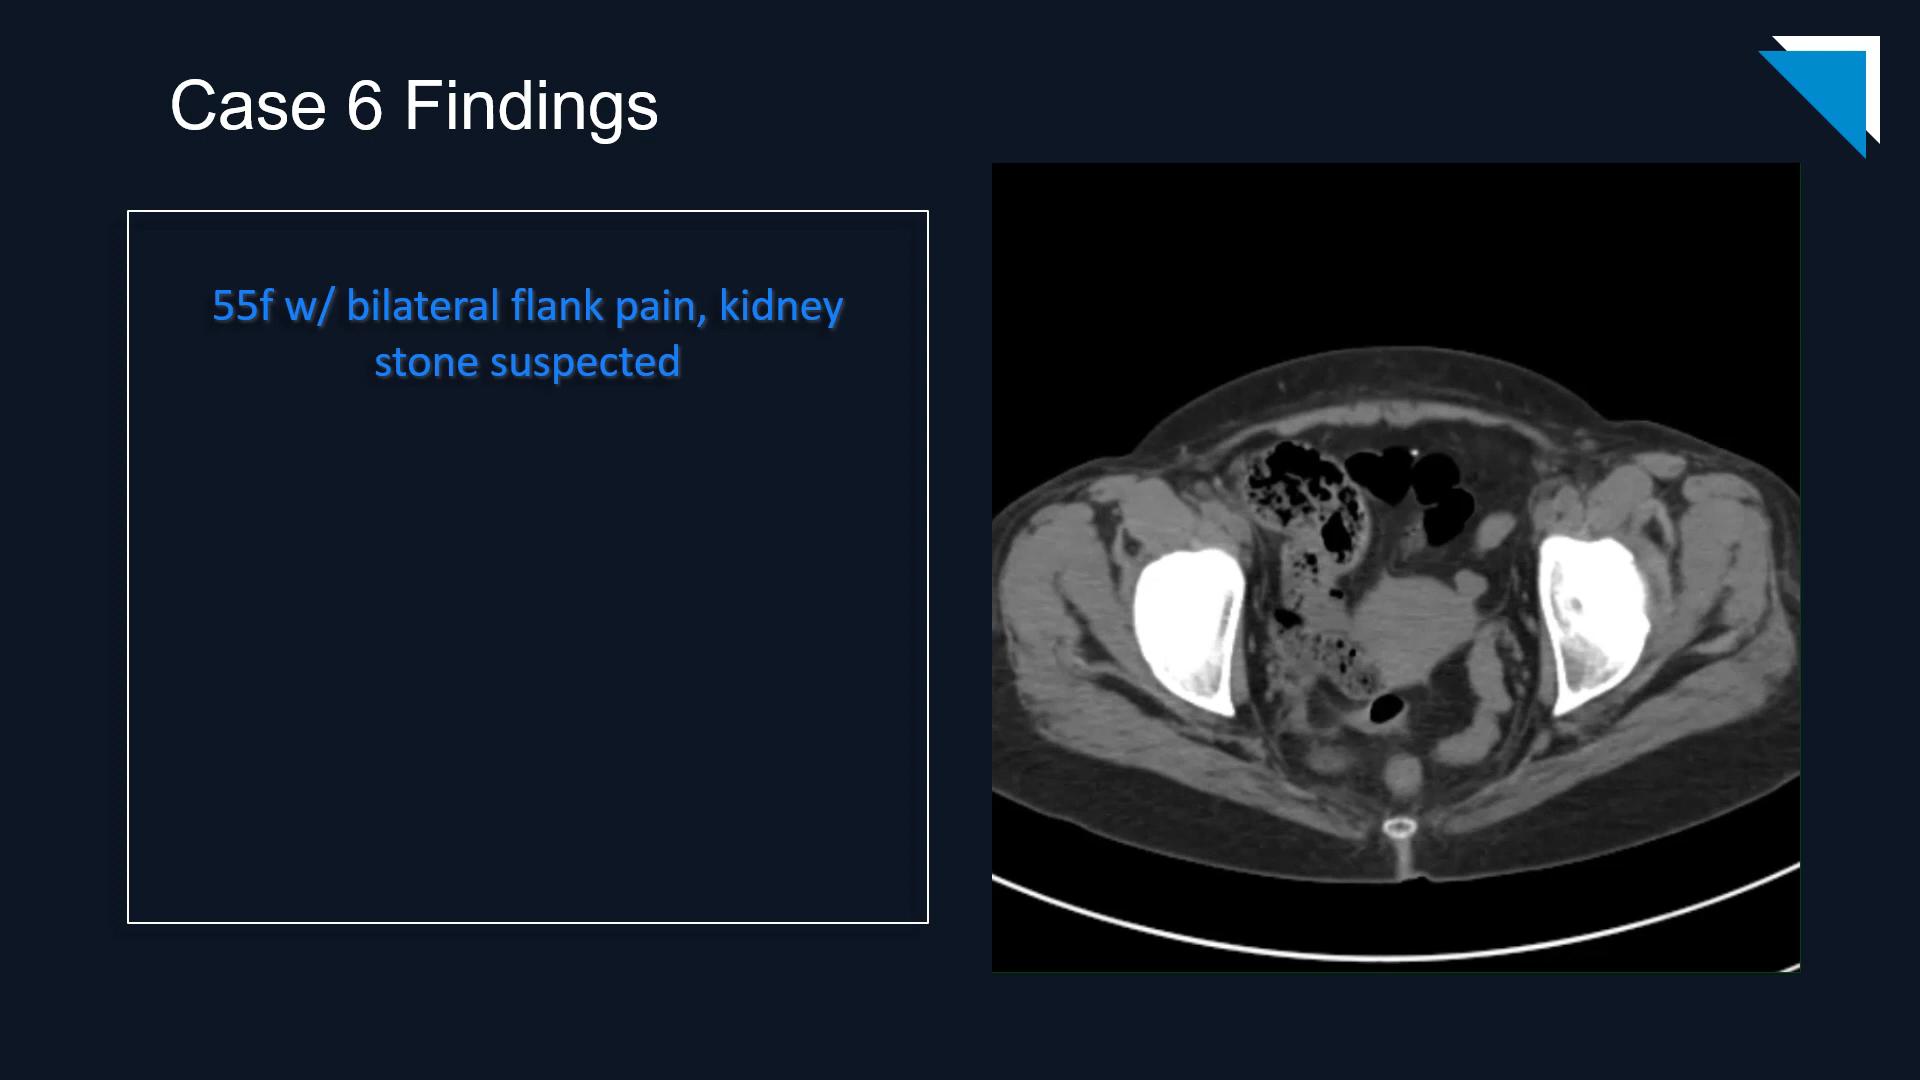 Case 6 Findings
55f w/ bilateral flank pain, kidney
stone suspected